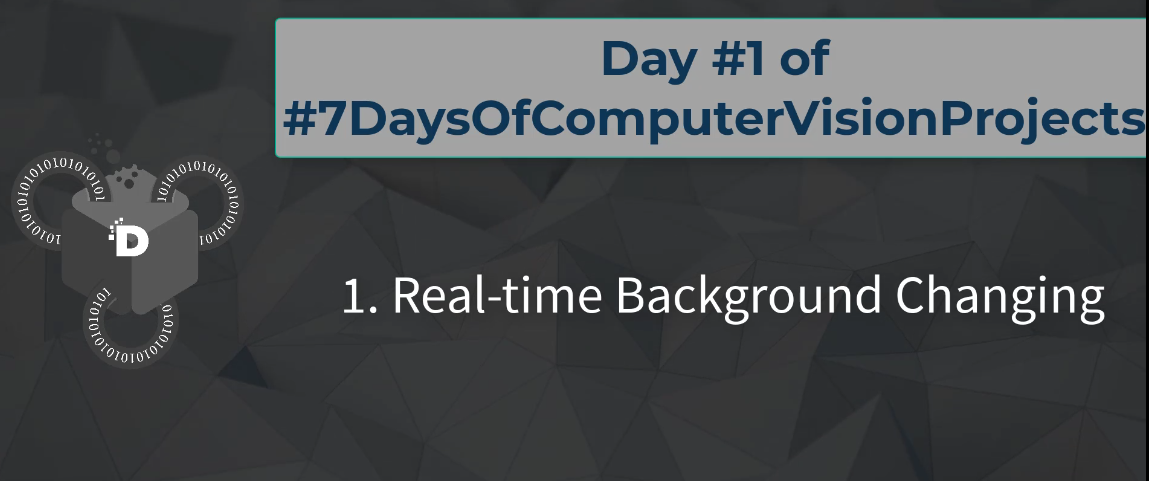 Day #1 of
#7DaysOfComputerVisionProjects
D
1. Real-time Background Changing